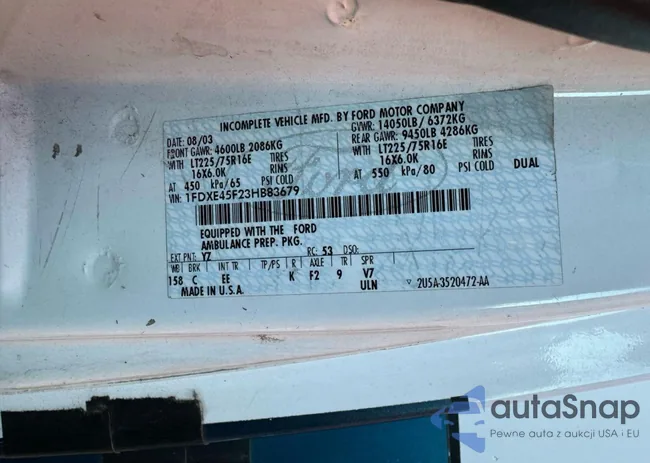 INCOMPLETE VEHICLE MFD. BY FORD MOTOR COMPANY
DATE: 08/03 GVWR: 14050LB/ 6372KG
FRONT GAWR: 4600LB 2086KG REAR GAWR: 9450LB 4286KG
WITH LT225/75R16E TIRES WITH LT225/75R16E TIRES
16X6.0K RIMS 16X6.0K RIMS
AT 450 kPa/65 PSI COLD AT 550 kPa/80 PSI COLD DUAL
VIN: 1FDXE45F23HB83679
Ford
EQUIPPED WITH THE FORD
AMBULANCE PREP. PKG.
EXT PNT: YZ RC: 53 DSO:
WB BRK INT TR TP/PS R AXLE TR SPR
158 C EE K F2 9 V7
MADE IN U.S.A. ULN 2U5A-3520472-AA
autaSnap
Pewne auta z aukcji USA i EU